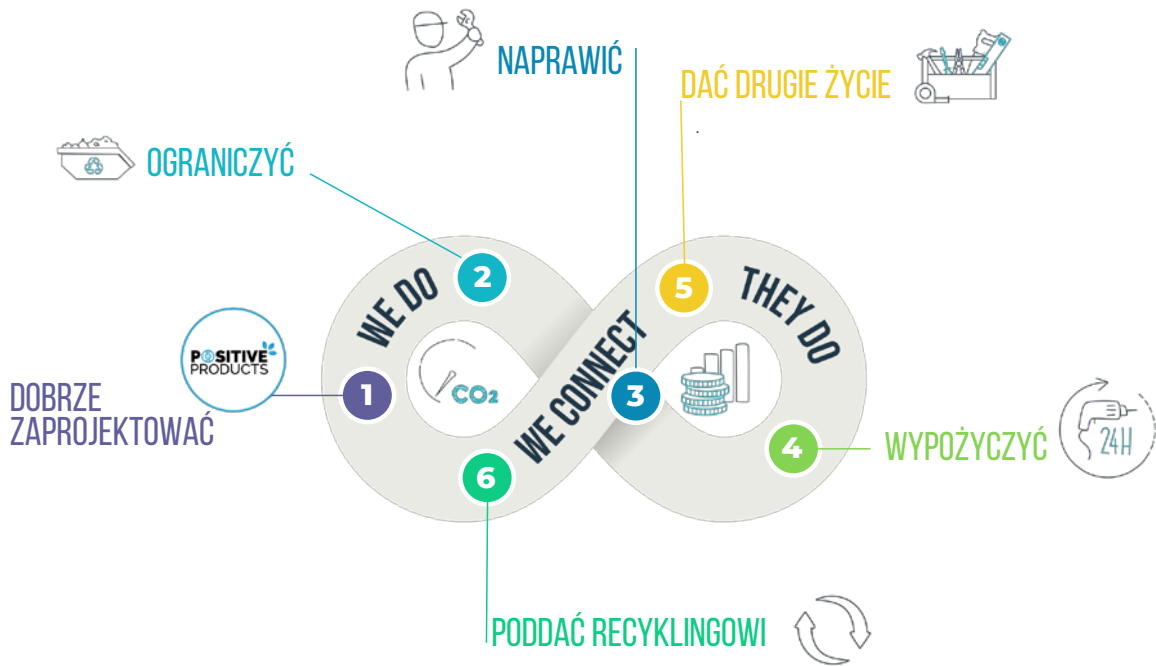 NAPRAWIĆ
DAĆ DRUGIE ŻYCIE
OGRANICZYĆ
2
5
WE DO
THEY DO
WE CONNECT
POSITIVE
PRODUCTS
1
CO2
3
DOBRZE
ZAPROJEKTOWAĆ
4
WYPOŻYCZYĆ
24H
6
PODDAĆ RECYKLINGOWI